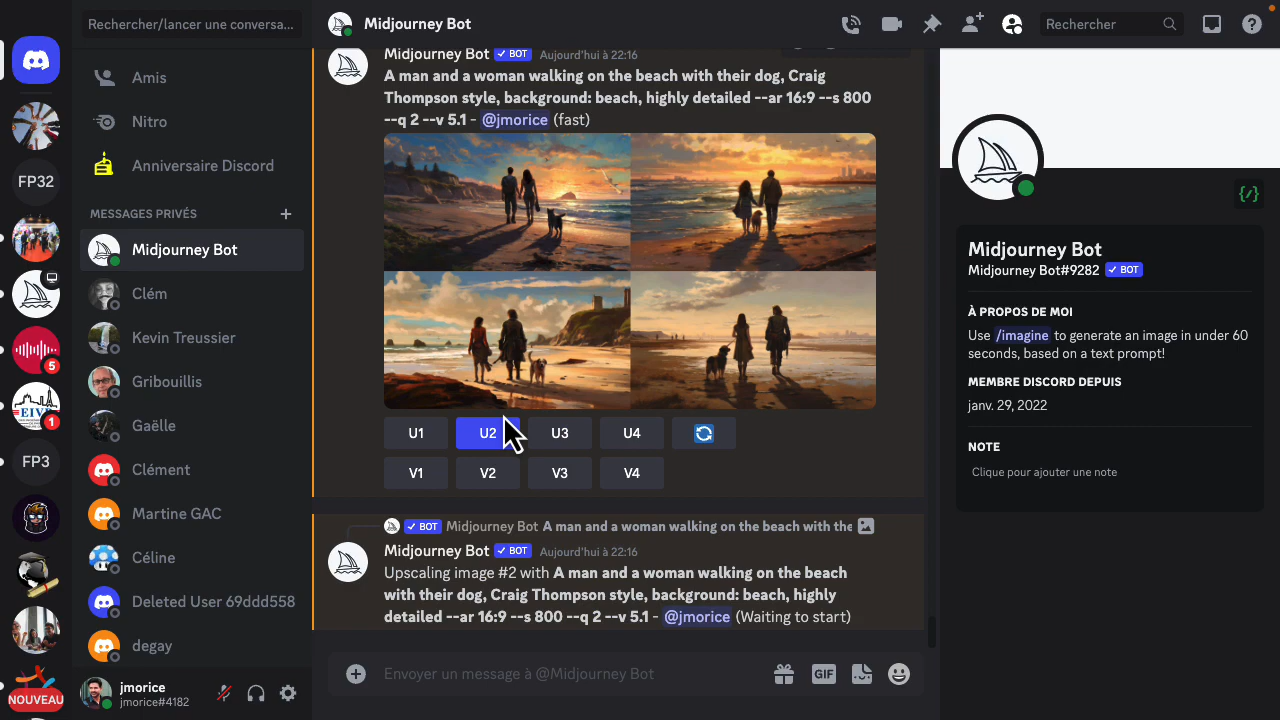 Rechercher/lancer une conversa...
Amis
Nitro
Anniversaire Discord
MESSAGES PRIVÉS
Midjourney Bot
Clém
Kevin Treussier
Gribouillis
Gaëlle
Clément
Martine GAC
Céline
Deleted User 69ddd558
degay
FP32
5
EIVP
1
FP3
NOUVEAU
jmorice
jmorice#4182
Midjourney Bot
Rechercher
Midjourney Bot BOT Aujourd'hui à 22:16
A man and a woman walking on the beach with their dog, Craig
Thompson style, background: beach, highly detailed --ar 16:9 --s 800
--q 2 --v 5.1 - @jmorice (fast)
U1 U2 U3 U4
V1 V2 V3 V4
BOT Midjourney Bot A man and a woman walking on the beach with the
Midjourney Bot BOT Aujourd'hui à 22:16
Upscaling image #2 with A man and a woman walking on the beach
with their dog, Craig Thompson style, background: beach, highly
detailed --ar 16:9 --s 800 --q 2 --v 5.1 - @jmorice (Waiting to start)
Envoyer un message à @Midjourney Bot
GIF
{/}
Midjourney Bot
Midjourney Bot#9282 BOT
À PROPOS DE MOI
Use /imagine to generate an image in under 60
seconds, based on a text prompt!
MEMBRE DISCORD DEPUIS
janv. 29, 2022
NOTE
Clique pour ajouter une note